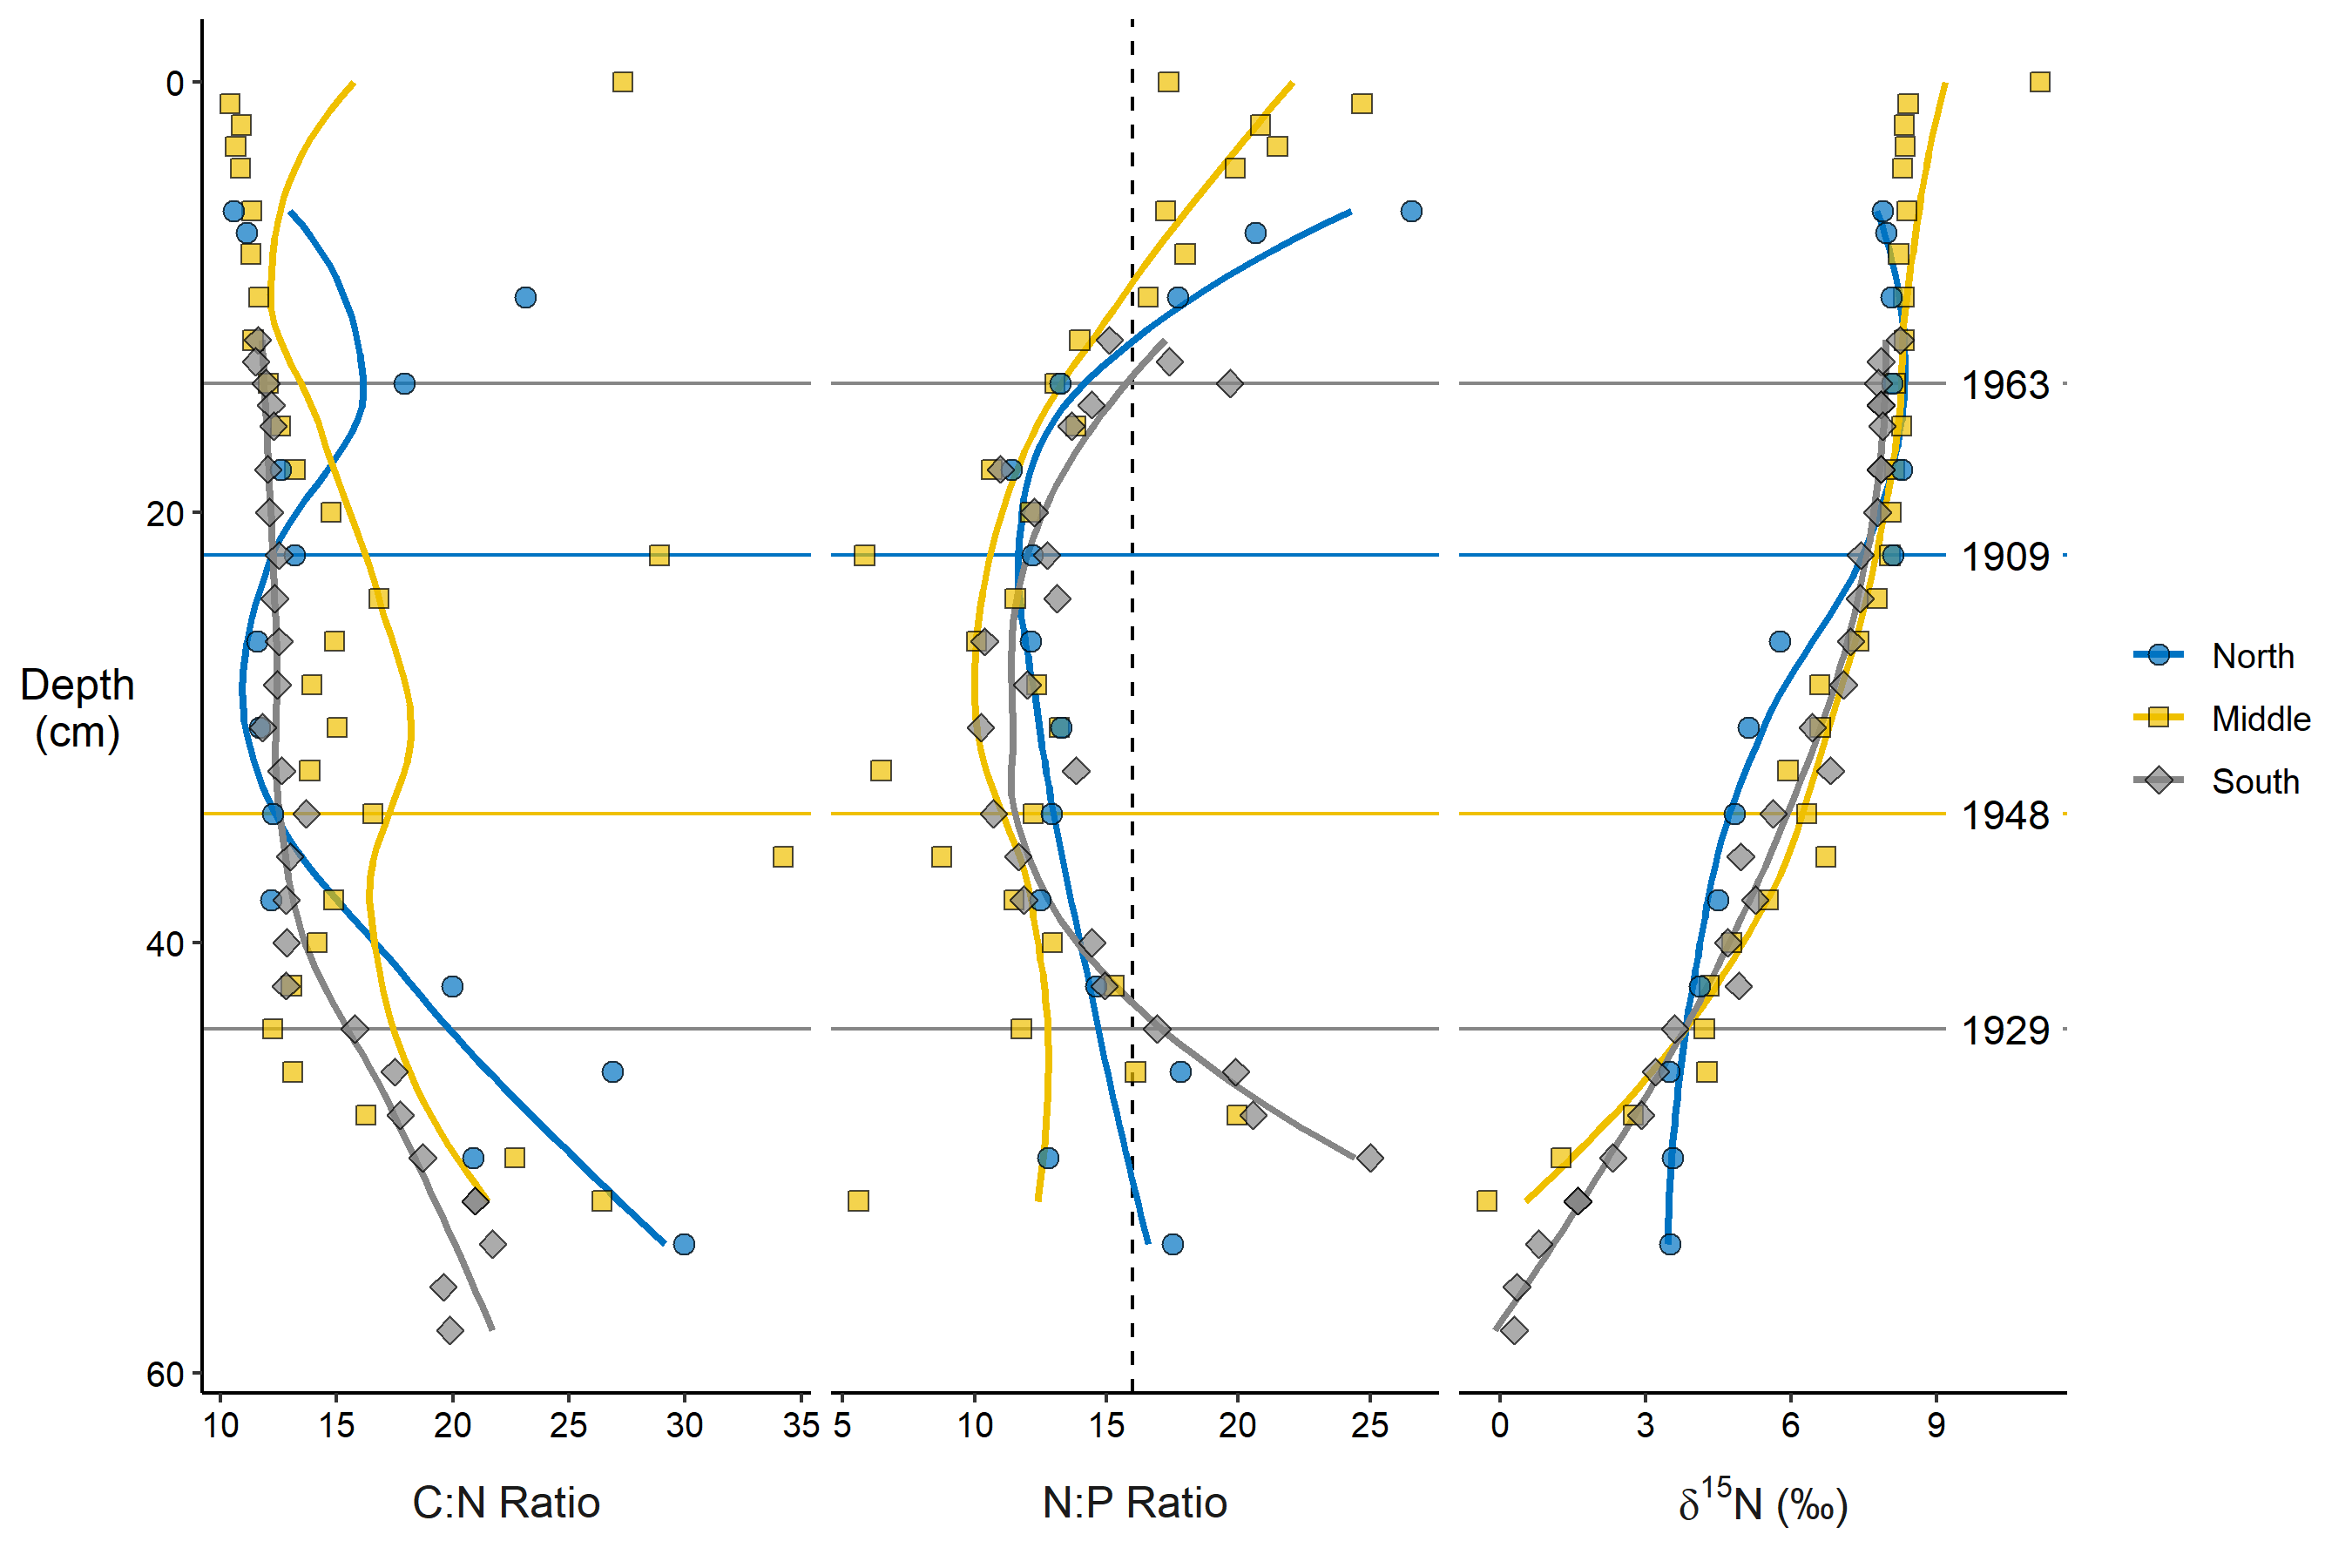 0
20
40
60
Depth
(cm)
1963
1909
1948
1929
10 15 20 25 30 35
5 10 15 20 25
0 3 6 9
C:N Ratio
N:P Ratio
δ¹⁵N (‰)
North
Middle
South